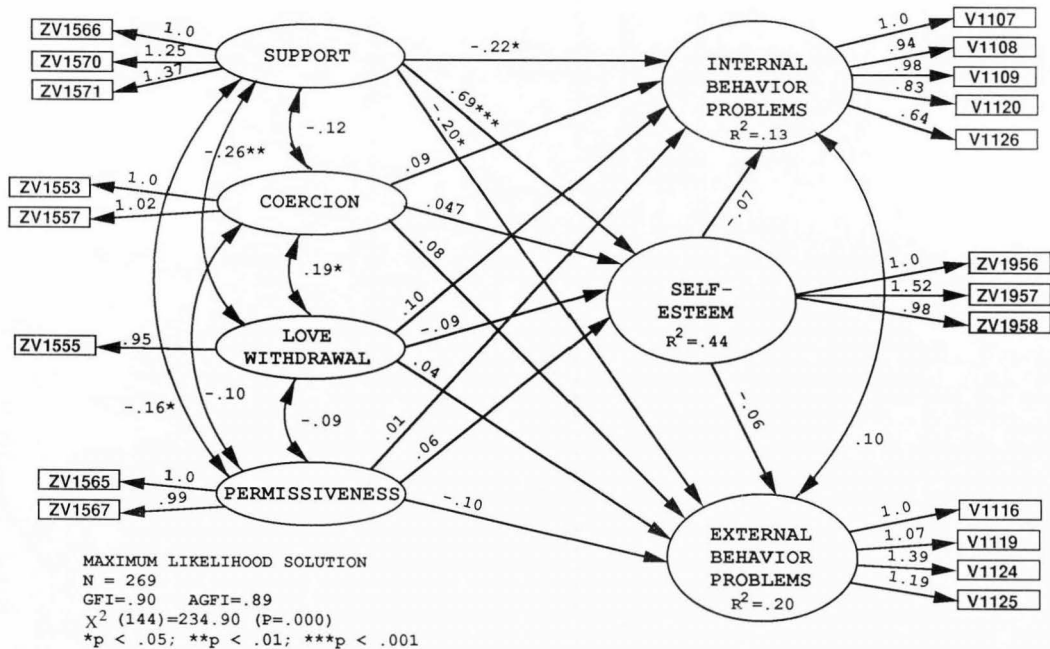 ZV1566
1.0
ZV1570
1.25
ZV1571
1.37
SUPPORT
-.22*
.69***
-.20*
INTERNAL
BEHAVIOR
PROBLEMS
R²=.13
1.0
V1107
.94
V1108
.98
V1109
.83
V1120
.64
V1126
-.12
-.26**
ZV1553
1.0
ZV1557
1.02
COERCION
.09
.047
.08
-.07
.19*
SELF-
ESTEEM
R²=.44
1.0
ZV1956
1.52
ZV1957
.98
ZV1958
ZV1555
.95
LOVE
WITHDRAWAL
.10
-.09
.04
-.16*
-.10
-.09
.01
.06
-.06
.10
ZV1565
1.0
ZV1567
.99
PERMISSIVENESS
-.10
EXTERNAL
BEHAVIOR
PROBLEMS
R²=.20
1.0
V1116
1.07
V1119
1.39
V1124
1.19
V1125
MAXIMUM LIKELIHOOD SOLUTION
N = 269
GFI=.90 AGFI=.89
X² (144)=234.90 (P=.000)
*p < .05; **p < .01; ***p < .001